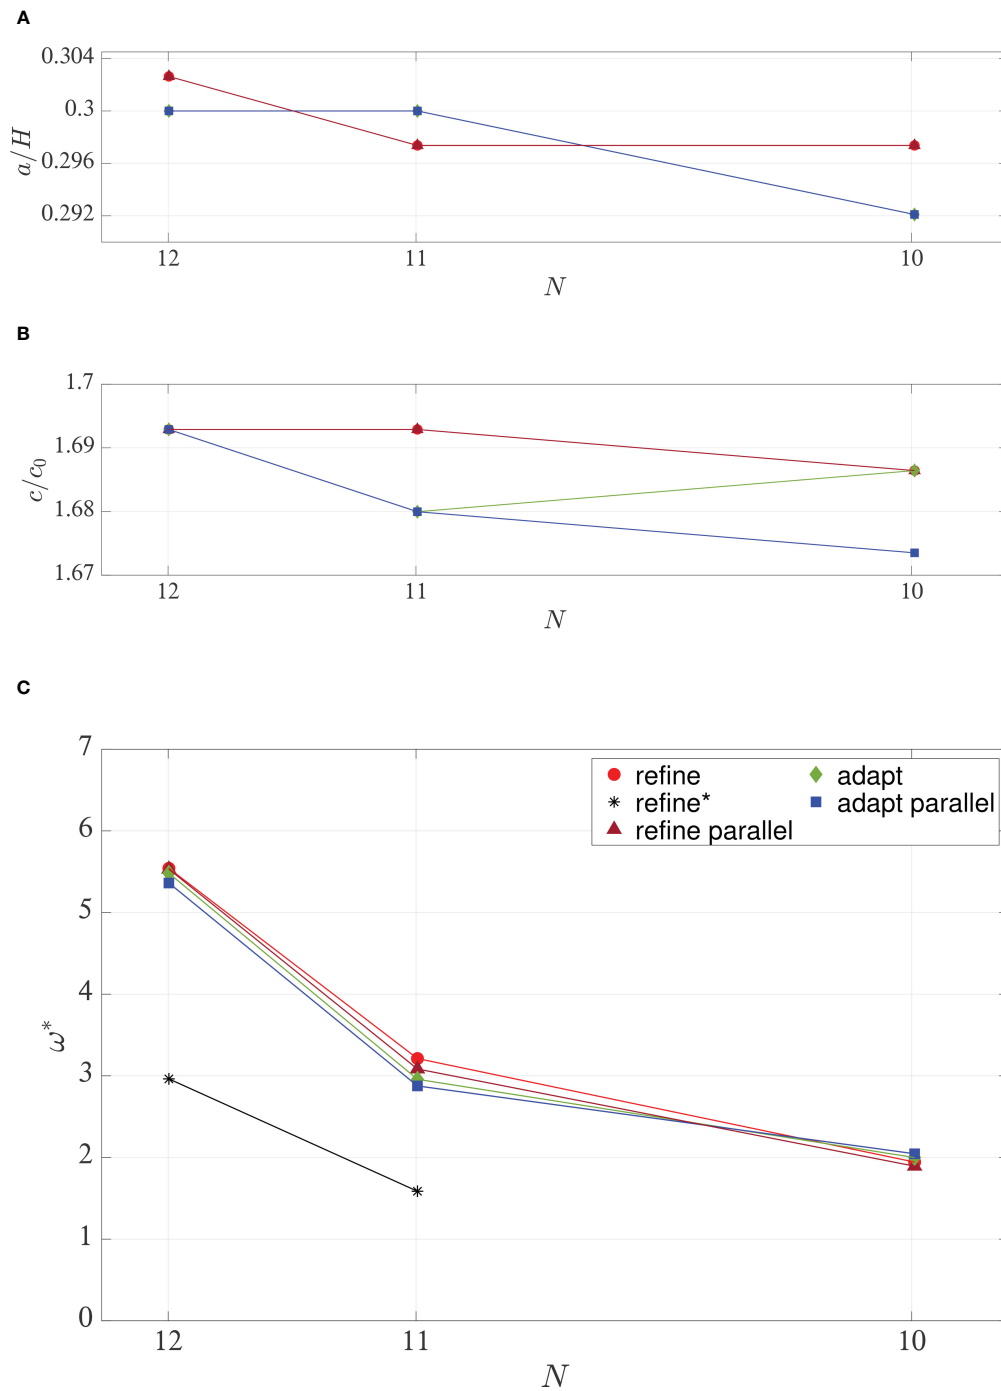 A
0.304
0.3
0.296
0.292
a/H
12 11 10
N
B
1.7
1.69
1.68
1.67
c/c₀
12 11 10
N
C
7
6
5
4
3
2
1
0
ω*
refine
refine*
refine parallel
adapt
adapt parallel
12 11 10
N